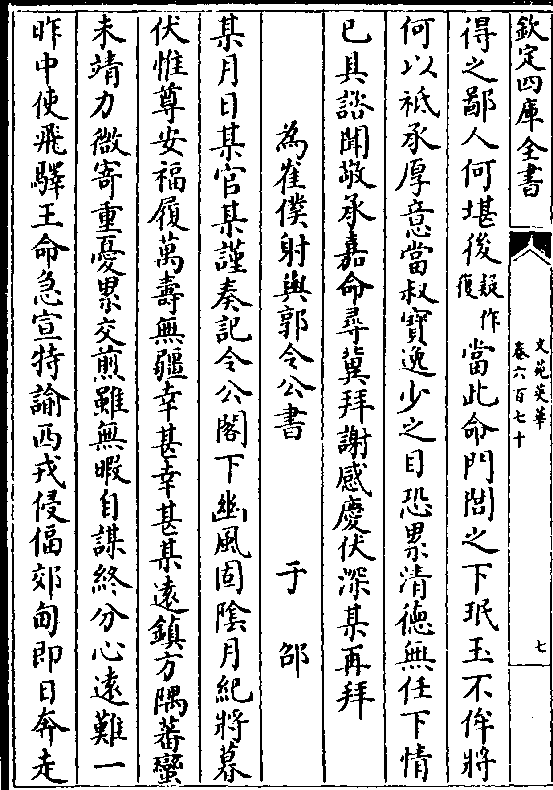 欽定四庫全書
文苑英華
卷六百七十
七
得之鄙人何堪後疑作復當此命門閭之下珉玉不侔將
何以祗承厚意當叔寶逸少之目恐累清德無任下情
已具諮聞敬承嘉命尋冀拜謝感慶伏深某再拜
為崔僕射與郭令公書 于邵
某月日某官某謹奏記令公閣下幽風固陰月紀將暮
伏惟尊安福履萬壽無疆幸甚幸甚某遠鎮方隅蕃蠻
未靖力微寄重憂累交煎雖無暇自謀終分心遠難一
昨中使飛驛王命急宣特諭西戎侵偪郊甸即日奔走